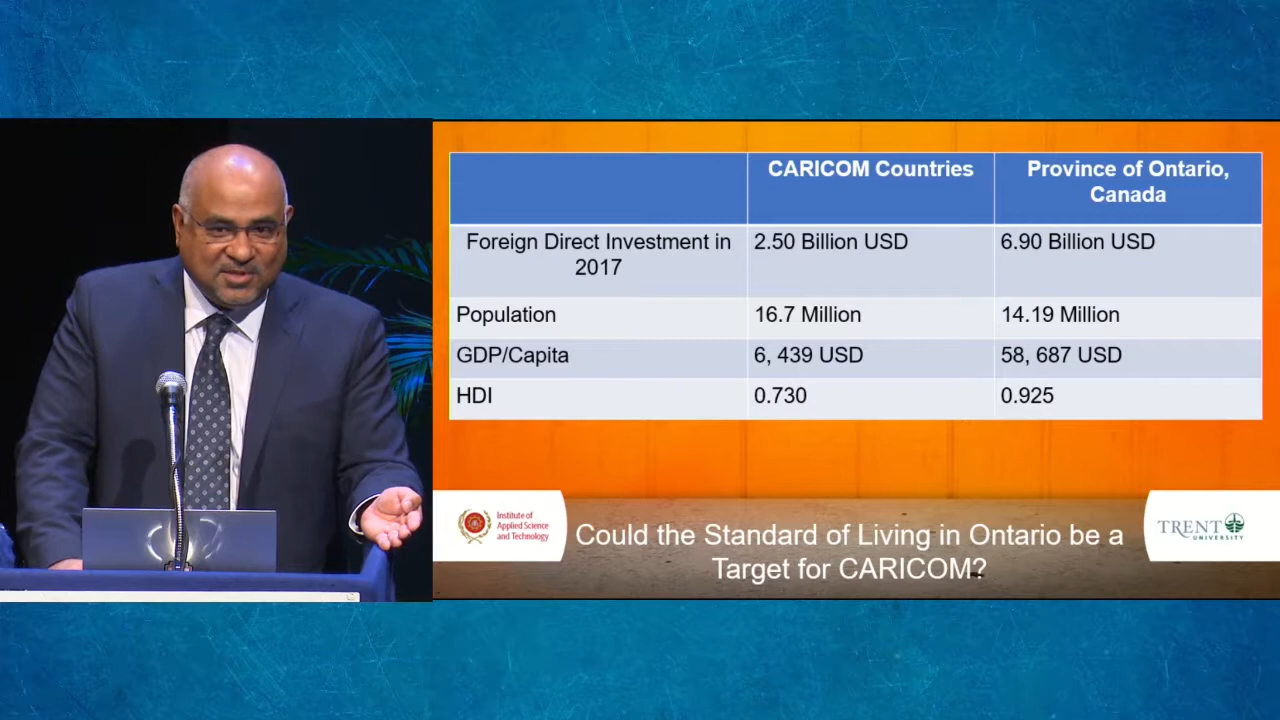 CARICOM Countries
Province of Ontario,
Canada
Foreign Direct Investment in
2017
2.50 Billion USD
6.90 Billion USD
Population
16.7 Million
14.19 Million
GDP/Capita
6, 439 USD
58, 687 USD
HDI
0.730
0.925
Institute of
Applied Science
and Technology
Could the Standard of Living in Ontario be a
Target for CARICOM?
TRENT
UNIVERSITY